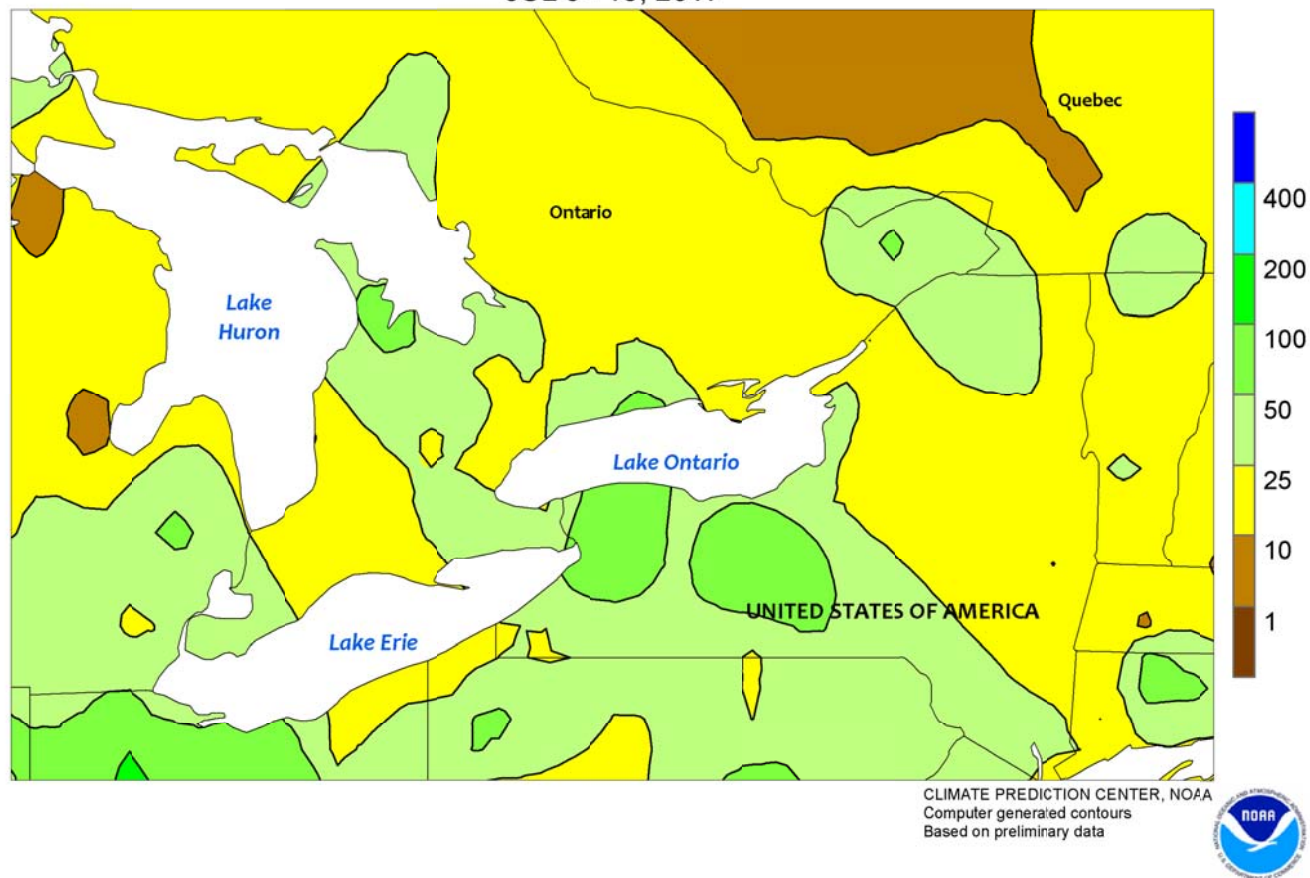 Quebec
Ontario
Lake
Huron
Lake Ontario
UNITED STATES OF AMERICA
Lake Erie
400
200
100
50
25
10
1
CLIMATE PREDICTION CENTER, NOAA
Computer generated contours
Based on preliminary data
NOAA